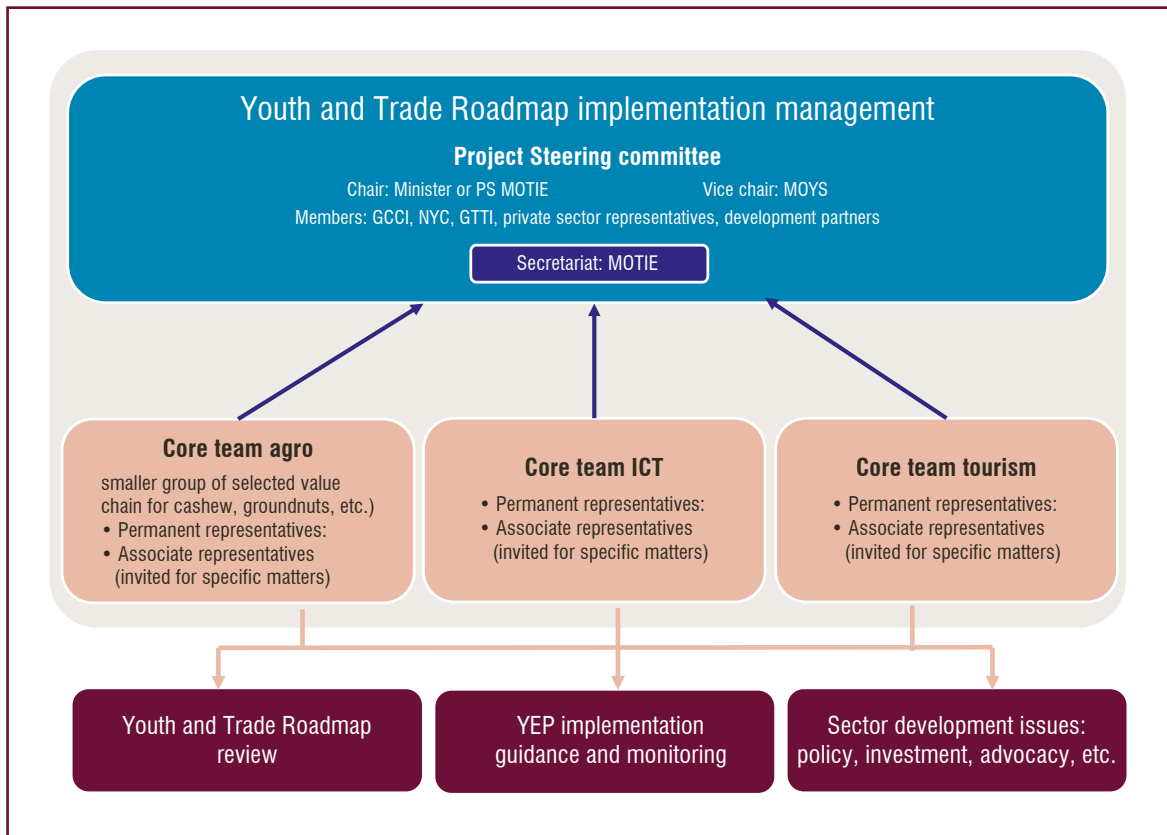 Youth and Trade Roadmap implementation management
Project Steering committee
Chair: Minister or PS MOTIE Vice chair: MOYS
Members: GCCI, NYC, GTTI, private sector representatives, development partners
Secretariat: MOTIE
Core team agro
smaller group of selected value
chain for cashew, groundnuts, etc.)
• Permanent representatives:
• Associate representatives
(invited for specific matters)
Core team ICT
• Permanent representatives:
• Associate representatives
(invited for specific matters)
Core team tourism
• Permanent representatives:
• Associate representatives
(invited for specific matters)
Youth and Trade Roadmap
review
YEP implementation
guidance and monitoring
Sector development issues:
policy, investment, advocacy, etc.